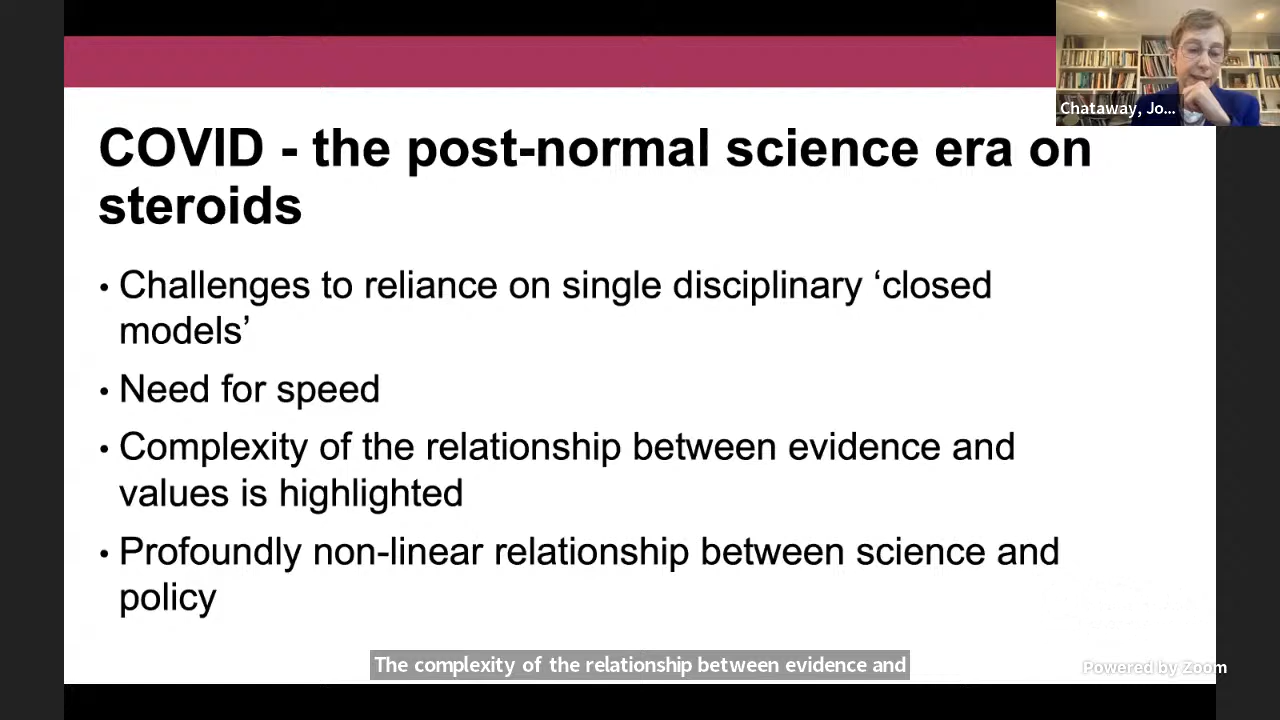 Chataway, Jo...
COVID - the post-normal science era on
steroids
• Challenges to reliance on single disciplinary ‘closed
models’
• Need for speed
• Complexity of the relationship between evidence and
values is highlighted
• Profoundly non-linear relationship between science and
policy
The complexity of the relationship between evidence and
Powered by Zoom